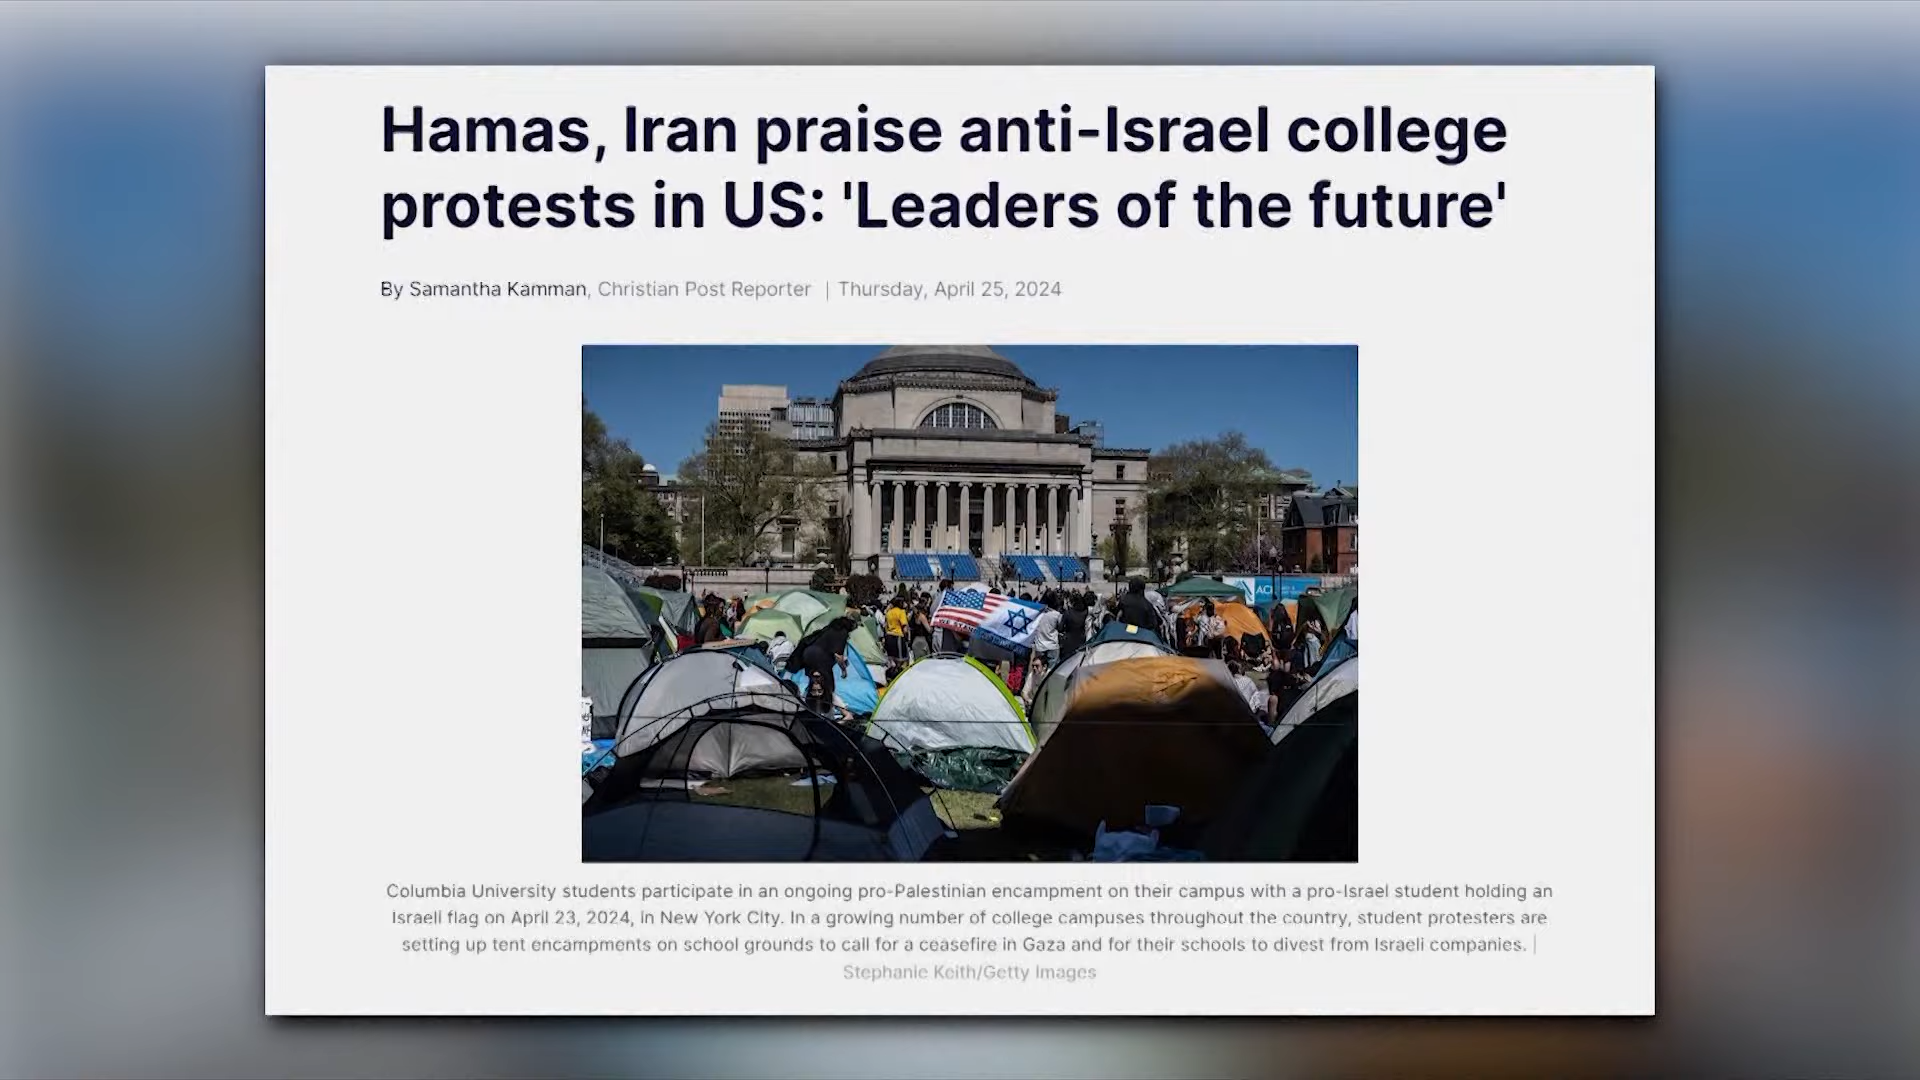 Hamas, Iran praise anti-Israel college
protests in US: 'Leaders of the future'
By Samantha Kamman, Christian Post Reporter | Thursday, April 25, 2024
WE STAND
Columbia University students participate in an ongoing pro-Palestinian encampment on their campus with a pro-Israel student holding an
Israeli flag on April 23, 2024, in New York City. In a growing number of college campuses throughout the country, student protesters are
setting up tent encampments on school grounds to call for a ceasefire in Gaza and for their schools to divest from Israeli companies. |
Stephanie Keith/Getty Images